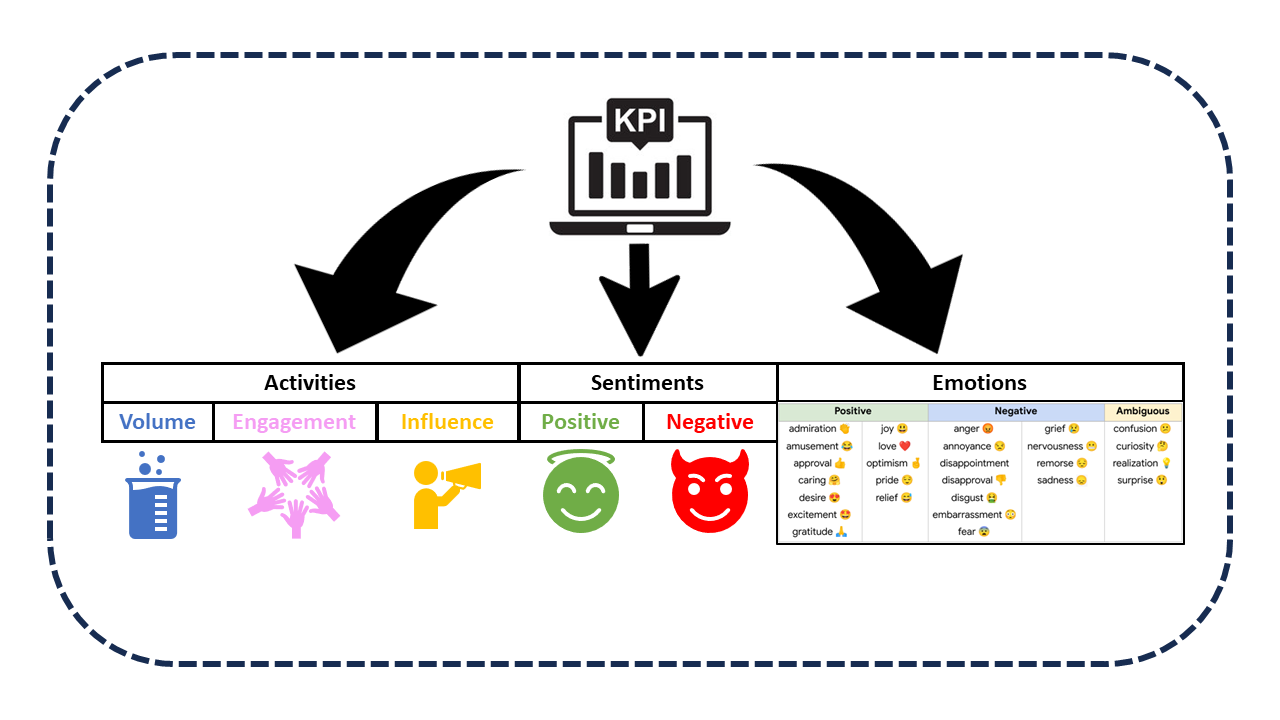 KPI
Activities Sentiments Emotions
Volume Engagement Influence Positive Negative
Positive Negative Ambiguous
admiration 👏 joy 😃 anger 😡 grief 😢 confusion 😕
amusement 😂 love ❤️ annoyance 😒 nervousness 😬 curiosity 🤔
approval 👍 optimism 🤞 disappointment remorse 😔 realization 💡
caring 🤗 pride 😌 disapproval 👎 sadness 😞 surprise 😲
desire 😍 relief 😅 disgust 🤮
excitement 🤩 embarrassment 😳
gratitude 🙏 fear 😨